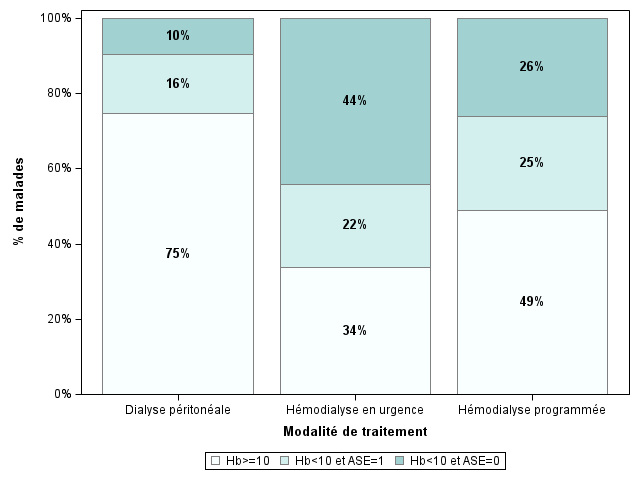 100%
80%
60%
40%
20%
0%
% de malades
10%
16%
75%
44%
22%
34%
26%
25%
49%
Dialyse péritonéale
Hémodialyse en urgence
Hémodialyse programmée
Modalité de traitement
Hb>=10
Hb<10 et ASE=1
Hb<10 et ASE=0